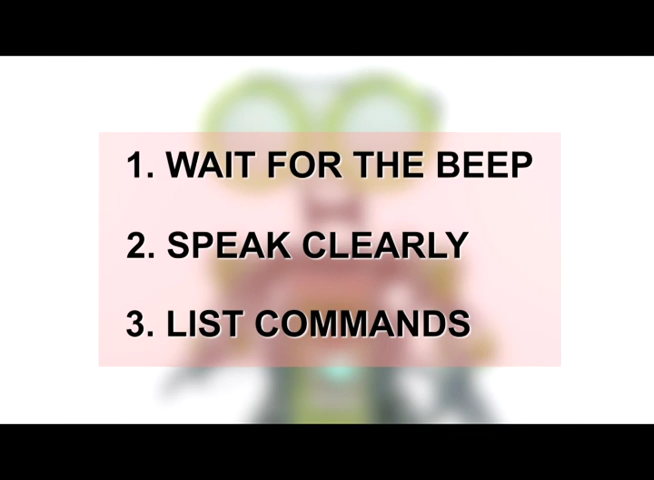 1. WAIT FOR THE BEEP
2. SPEAK CLEARLY
3. LIST COMMANDS